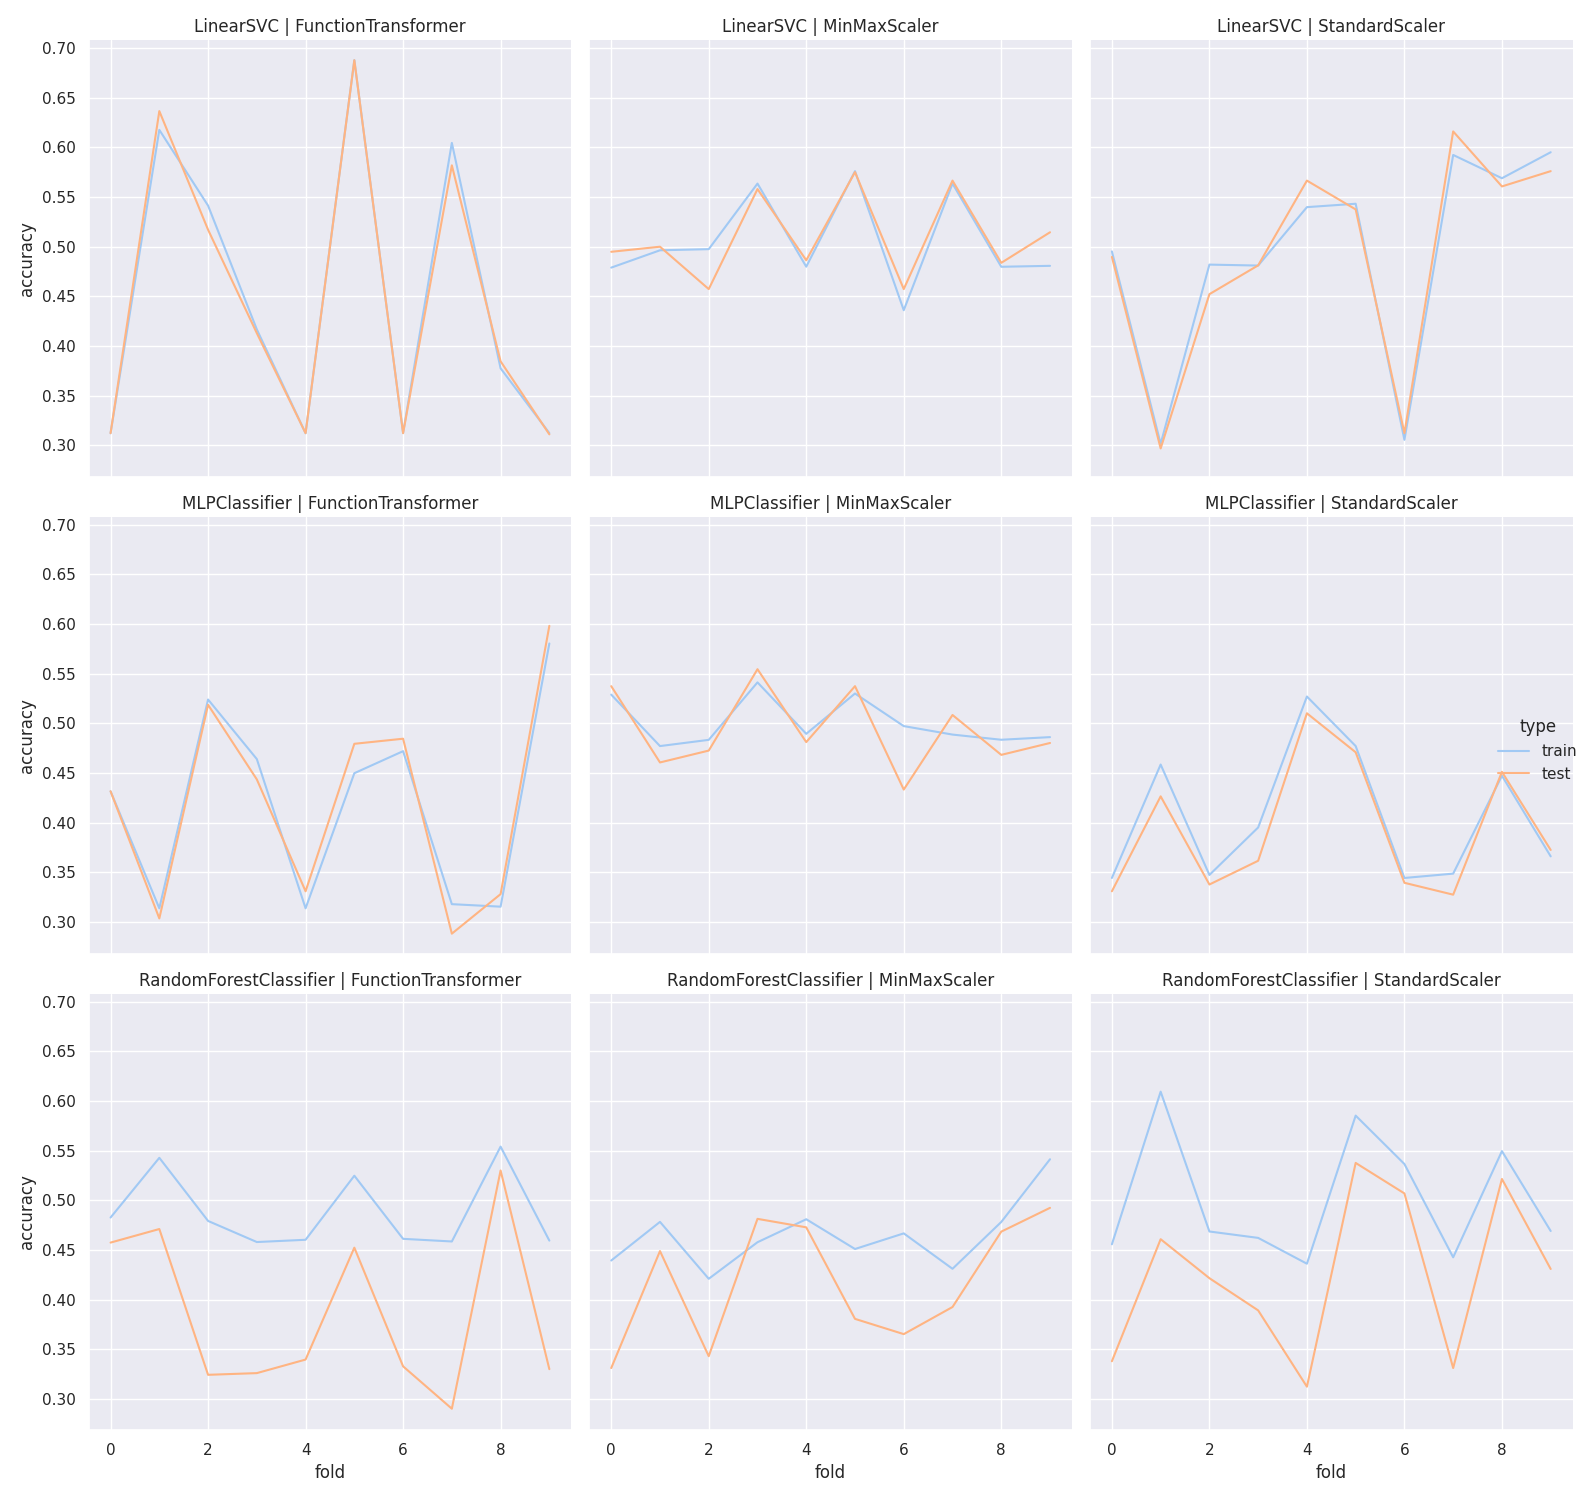 LinearSVC | FunctionTransformer
LinearSVC | MinMaxScaler
LinearSVC | StandardScaler
0.70
0.65
0.60
0.55
0.50
0.45
0.40
0.35
0.30
accuracy
MLPClassifier | FunctionTransformer
MLPClassifier | MinMaxScaler
MLPClassifier | StandardScaler
0.70
0.65
0.60
0.55
0.50
0.45
0.40
0.35
0.30
accuracy
type
train
test
RandomForestClassifier | FunctionTransformer
RandomForestClassifier | MinMaxScaler
RandomForestClassifier | StandardScaler
0.70
0.65
0.60
0.55
0.50
0.45
0.40
0.35
0.30
accuracy
0 2 4 6 8
0 2 4 6 8
0 2 4 6 8
fold
fold
fold